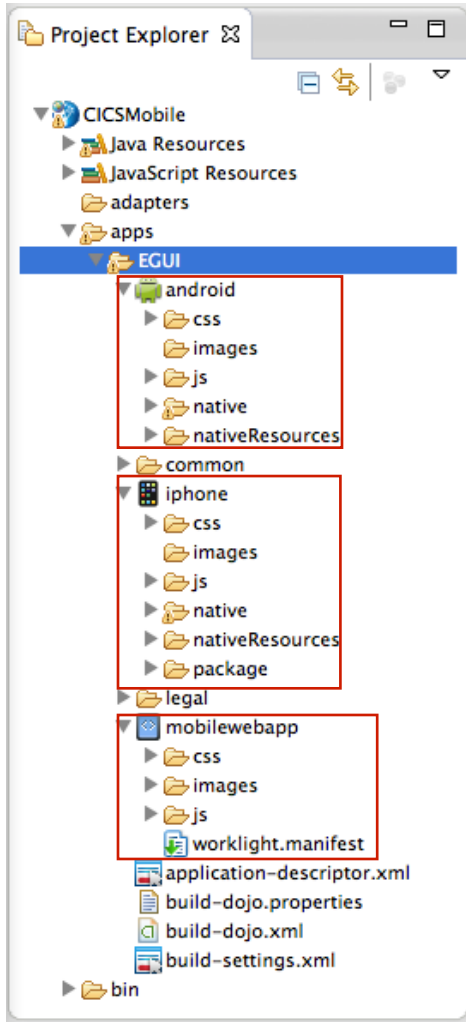 Project Explorer
CICSMobile
Java Resources
JavaScript Resources
adapters
apps
EGUI
android
css
images
js
native
nativeResources
common
iphone
css
images
js
native
nativeResources
package
legal
mobilewebapp
css
images
js
worklight.manifest
application-descriptor.xml
build-dojo.properties
build-dojo.xml
build-settings.xml
bin